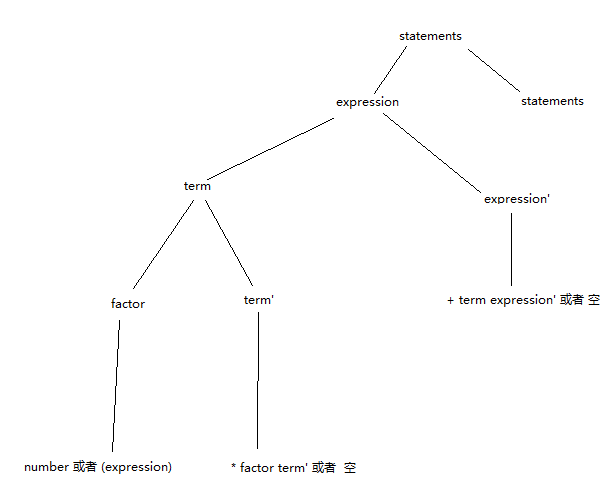 statements
expression
statements
term
expression'
factor
term'
+ term expression' 或者 空
number 或者 (expression)
* factor term' 或者 空